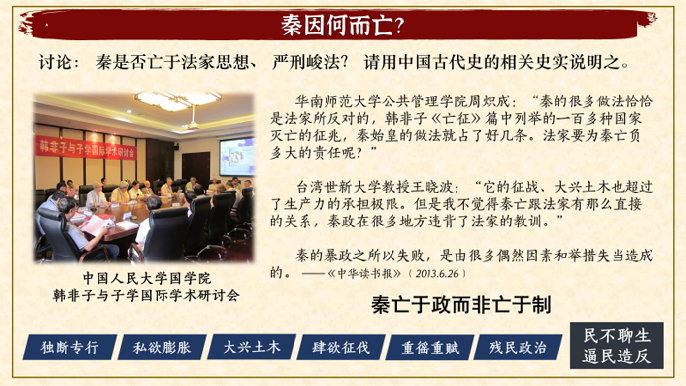 秦因何而亡?
讨论: 秦是否亡于法家思想、严刑峻法? 请用中国古代史的相关史实说明之。
华南师范大学公共管理学院周炽成:“秦的很多做法恰恰
是法家所反对的,韩非子《亡征》篇中列举的一百多种国家
灭亡的征兆,秦始皇的做法就占了好几条。法家要为秦亡负
多大的责任呢?”
台湾世新大学教授王晓波:“它的征战、大兴土木也超过
了生产力的承担极限。但是我不觉得秦亡跟法家有那么直接
的关系,秦政在很多地方违背了法家的教训。”
秦的暴政之所以失败,是由很多偶然因素和举措失当造成
的。——《中华读书报》(2013.6.26)
韩非子与子学国际学术研讨会
中国人民大学国学院
韩非子与子学国际学术研讨会
秦亡于政而非亡于制
独断专行
私欲膨胀
大兴土木
肆欲征伐
重徭重赋
残民政治
民不聊生
逼民造反